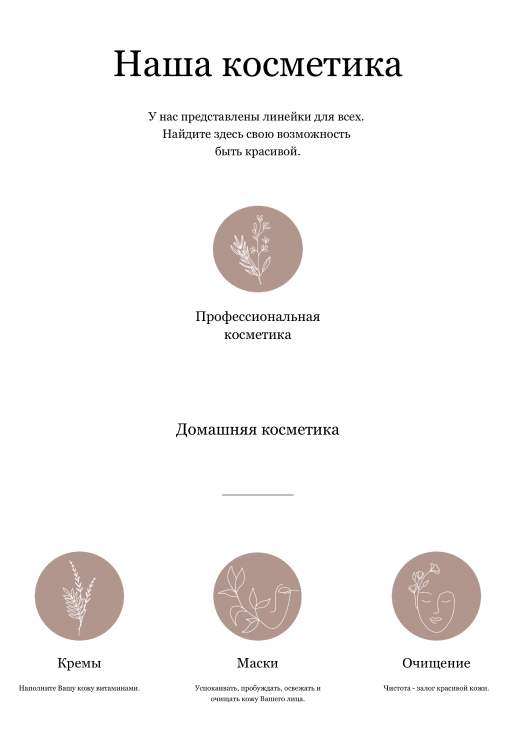 Наша косметика
У нас представлены линейки для всех.
Найдите здесь свою возможность
быть красивой.
Профессиональная
косметика
Домашняя косметика
Кремы
Маски
Очищение
Наполните Вашу кожу витаминами.
Успокаивать, пробуждать, освежать и
очищать кожу Вашего лица.
Чистота - залог красивой кожи.